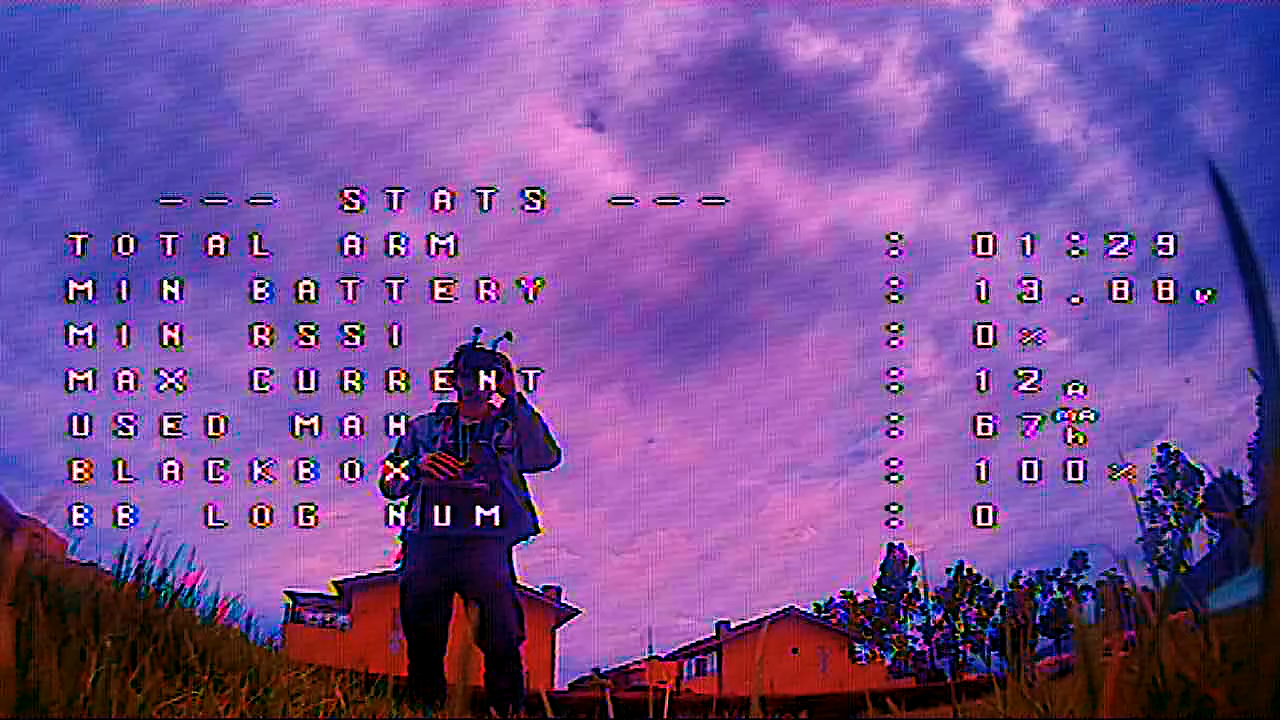 --- STATS ---
TOTAL ARM : 01:29
MIN BATTERY : 13.88V
MIN RSSI : 0%
MAX CURRENT : 12A
USED MAH : 67MAH
BLACKBOX : 100%
BB LOG NUM : 0